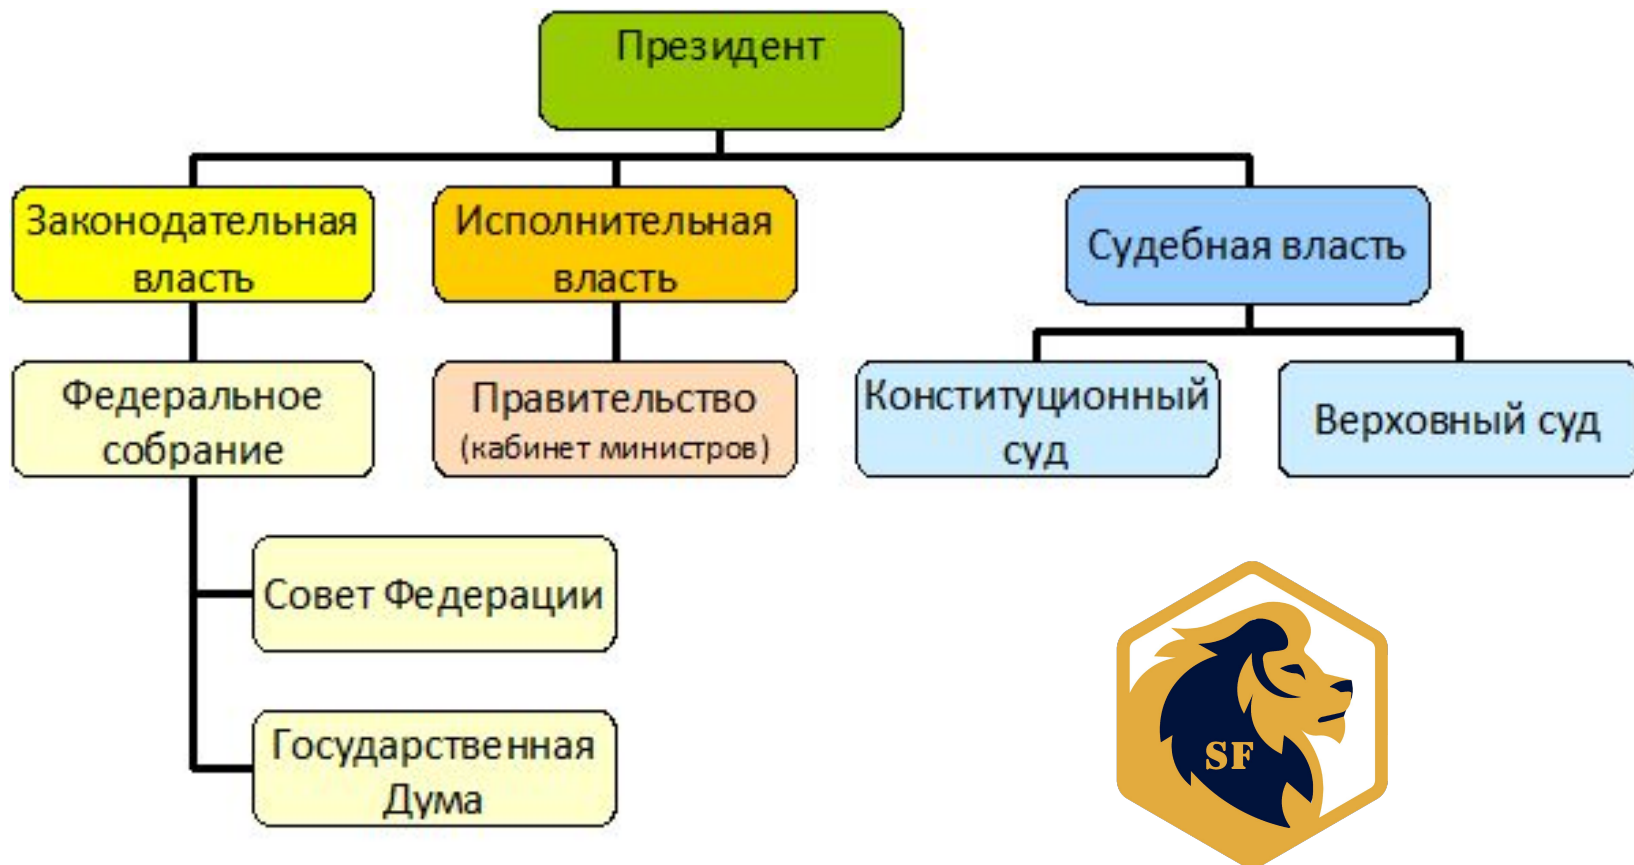 Президент
Законодательная
власть
Исполнительная
власть
Судебная власть
Федеральное
собрание
Правительство
(кабинет министров)
Конституционный
суд
Верховный суд
Совет Федерации
Государственная
Дума
SF